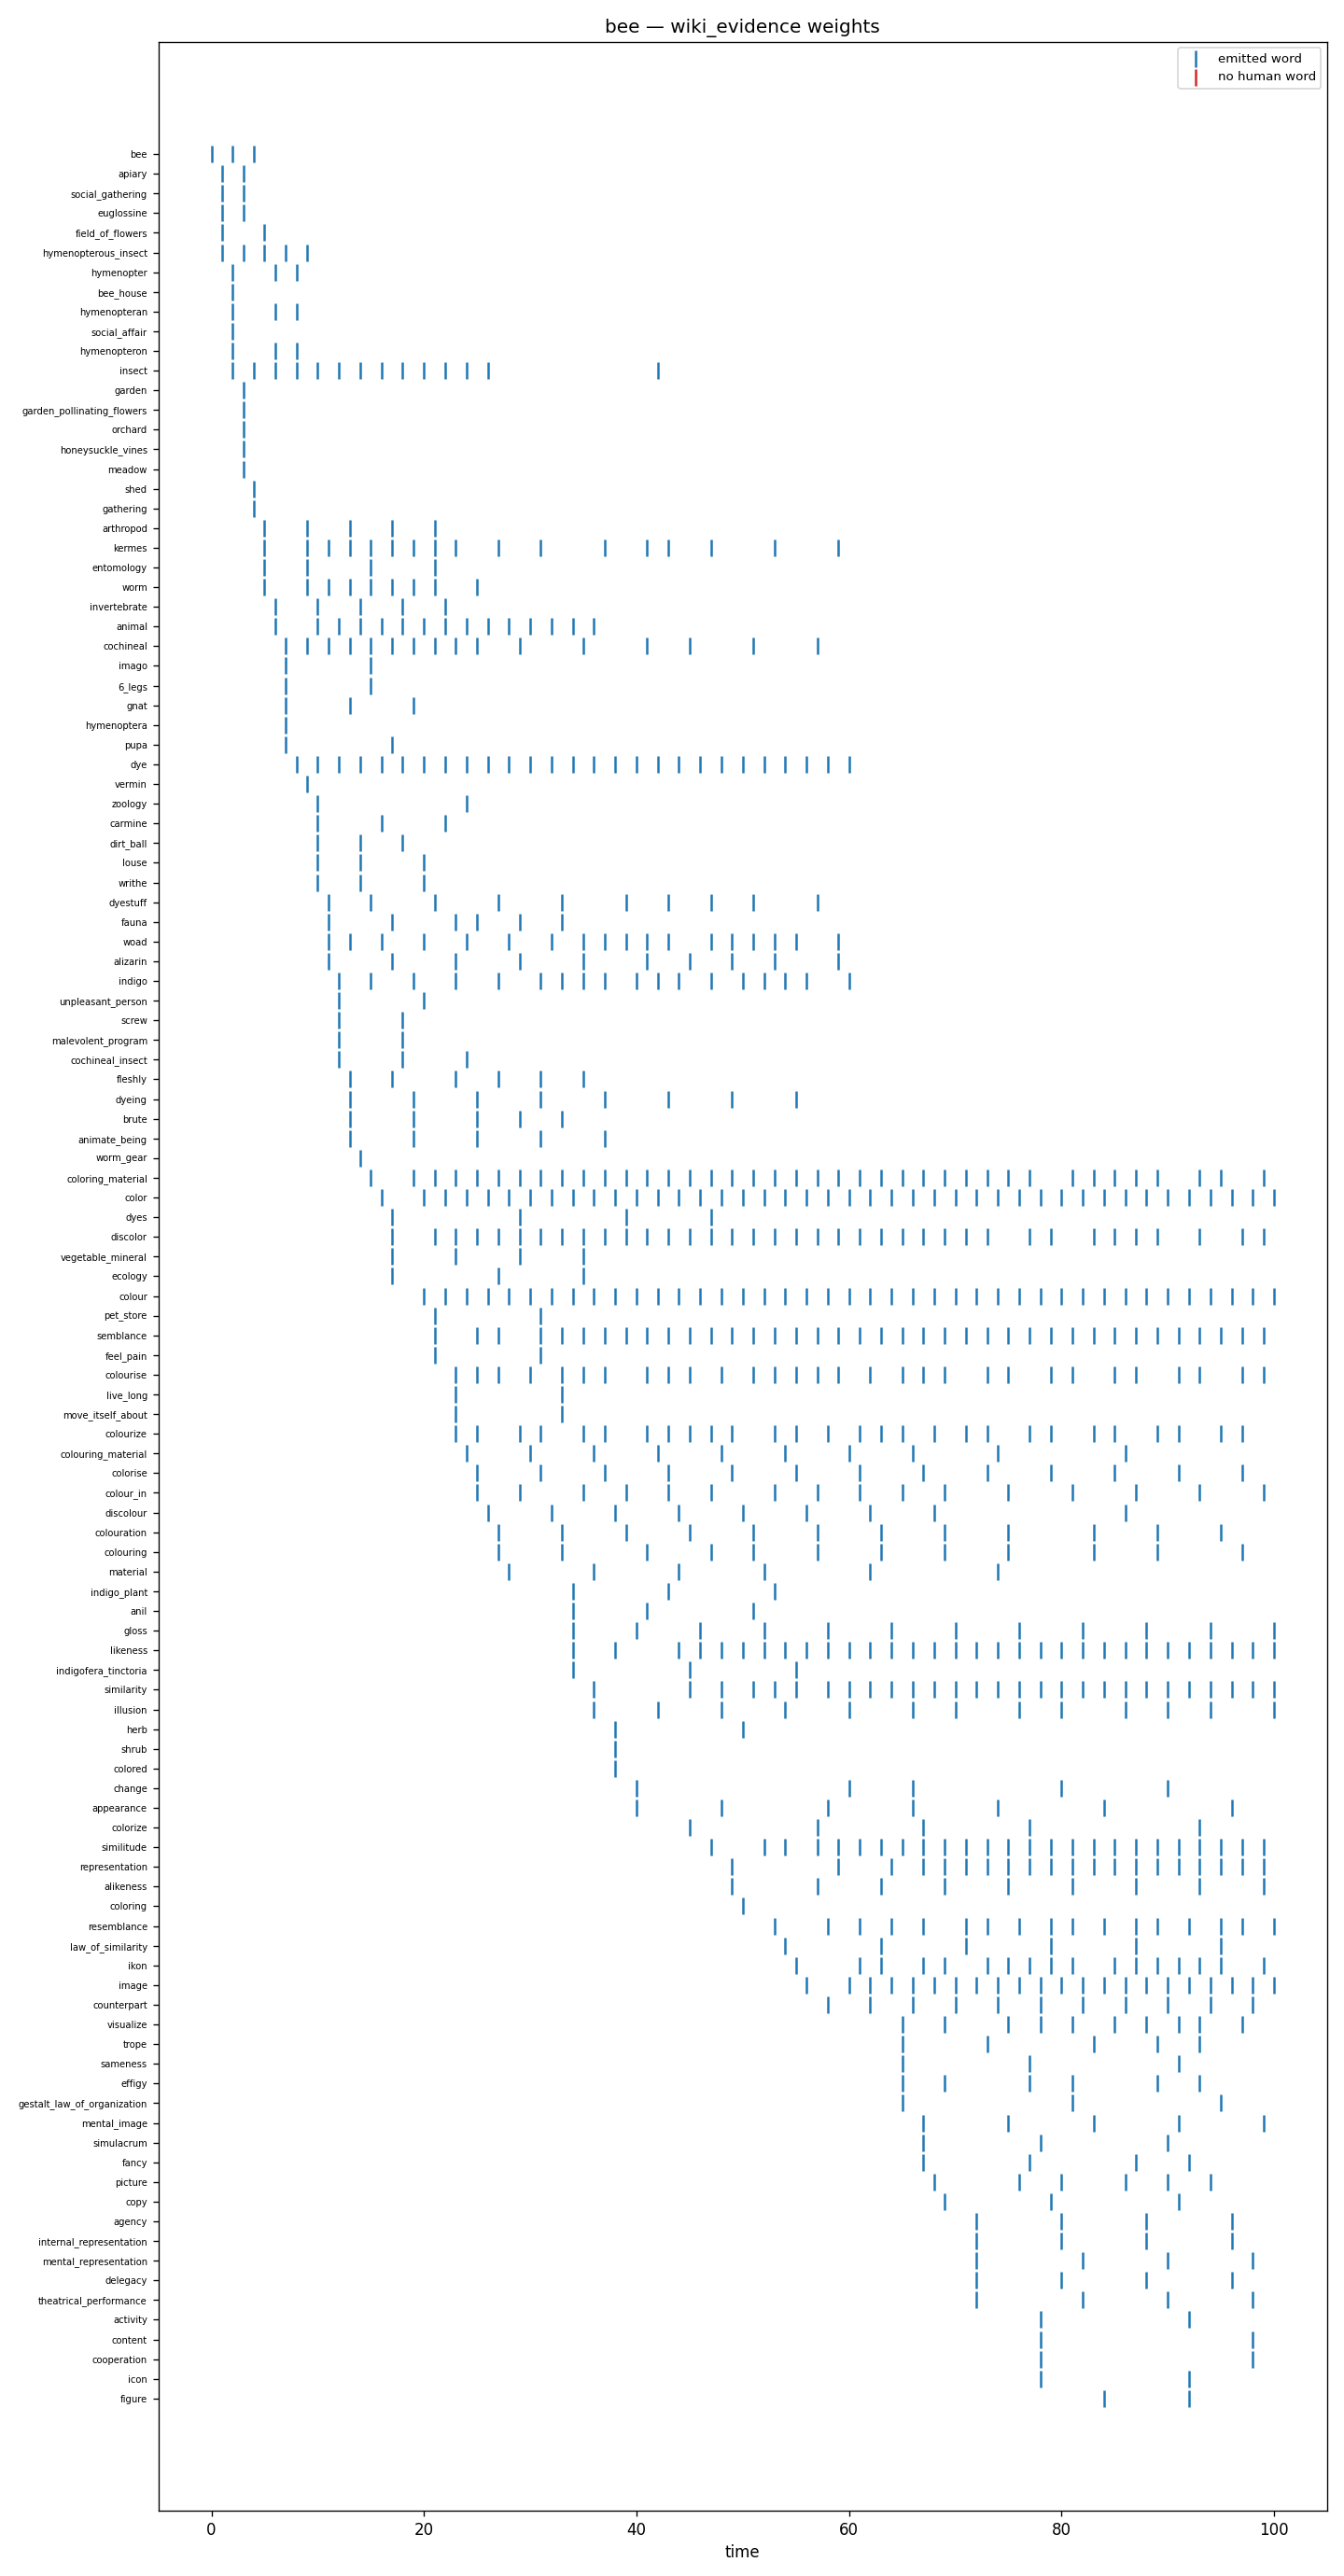 bee — wiki_evidence weights
emitted word
no human word
bee
apiary
social_gathering
euglossine
field_of_flowers
hymenopterous_insect
hymenopter
bee_house
hymenopteran
social_affair
hymenopteron
insect
garden
garden_pollinating_flowers
orchard
honeysuckle_vines
meadow
shed
gathering
arthropod
kermes
entomology
worm
invertebrate
animal
cochineal
imago
6_legs
gnat
hymenoptera
pupa
dye
vermin
zoology
carmine
dirt_ball
louse
writhe
dyestuff
fauna
woad
alizarin
indigo
unpleasant_person
screw
malevolent_program
cochineal_insect
fleshly
dyeing
brute
animate_being
worm_gear
coloring_material
color
dyes
discolor
vegetable_mineral
ecology
colour
pet_store
semblance
feel_pain
colourise
live_long
move_itself_about
colourize
colouring_material
colorise
colour_in
discolour
colouration
colouring
material
indigo_plant
anil
gloss
likeness
indigofera_tinctoria
similarity
illusion
herb
shrub
colored
change
appearance
colorize
similitude
representation
alikeness
coloring
resemblance
law_of_similarity
ikon
image
counterpart
visualize
trope
sameness
effigy
gestalt_law_of_organization
mental_image
simulacrum
fancy
picture
copy
agency
internal_representation
mental_representation
delegacy
theatrical_performance
activity
content
cooperation
icon
figure
0 20 40 60 80 100
time